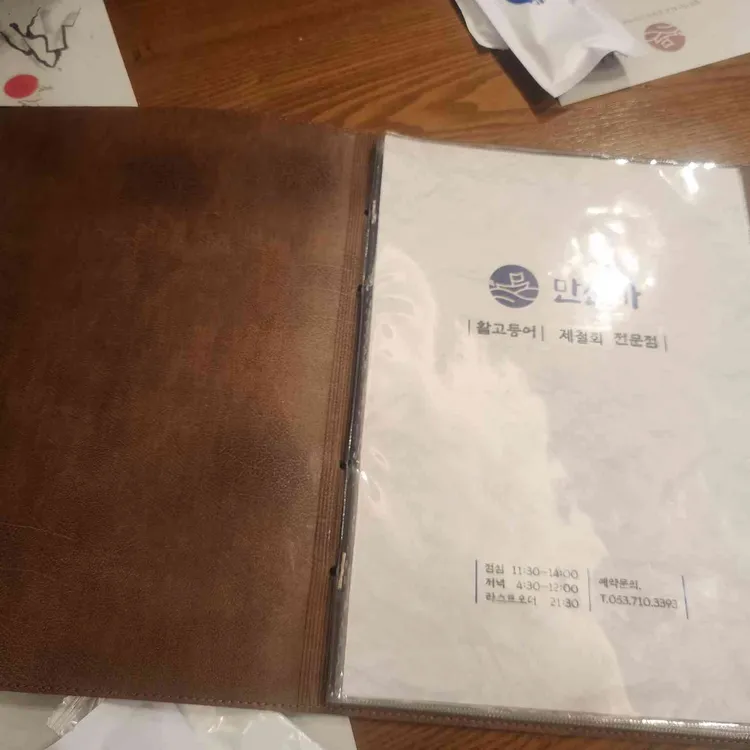 활고등어 | 제철회 전문점
점심 11:30-14:00
저녁 4:30-12:00
라스트오더 21:30
예약문의.
T.053.710.3393